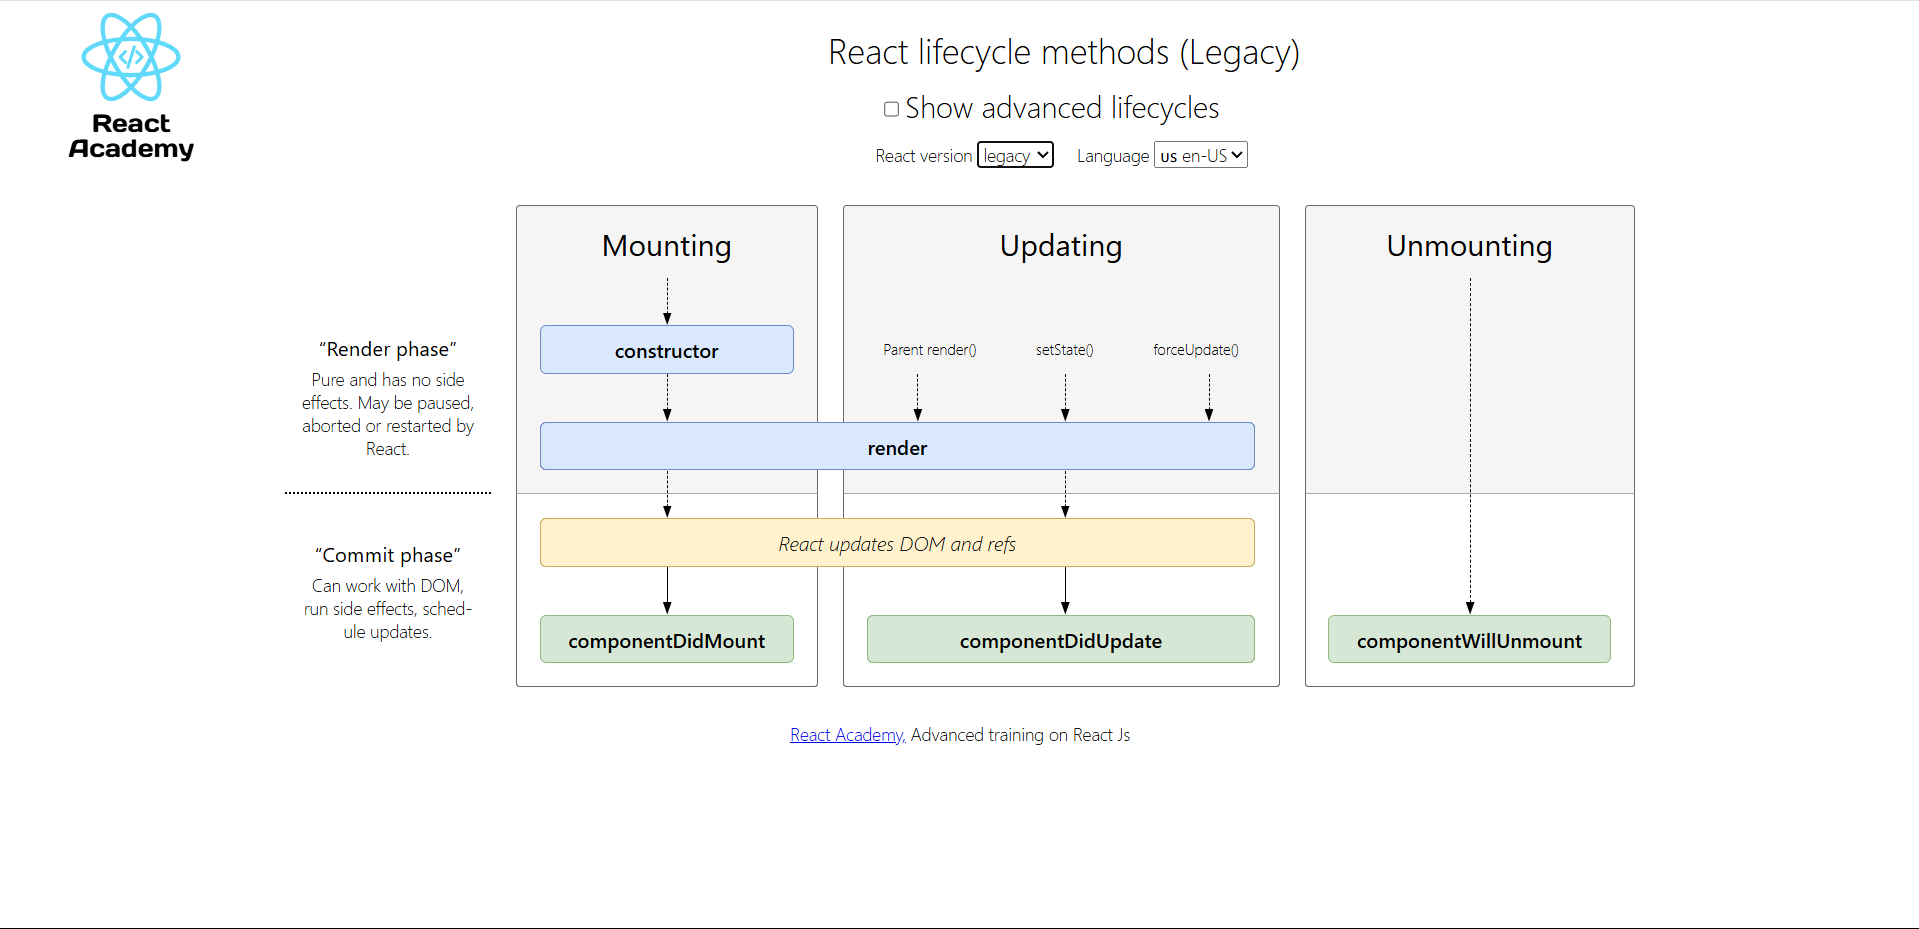 React
Academy
React lifecycle methods (Legacy)
Show advanced lifecycles
React version legacy Language us en-US
Mounting
Updating
Unmounting
"Render phase"
Pure and has no side
effects. May be paused,
aborted or restarted by
React.
constructor
Parent render() setState() forceUpdate()
render
"Commit phase"
Can work with DOM,
run side effects, sched-
ule updates.
React updates DOM and refs
componentDidMount
componentDidUpdate
componentWillUnmount
React Academy, Advanced training on React Js